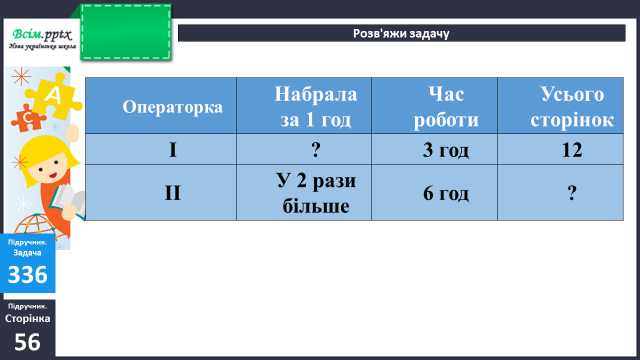 Всім.pptx
Нова українська школа
Розв'яжи задачу
А
С
Операторка
Набрала за 1 год
Час роботи
Усього сторінок
І
?
3 год
12
ІІ
У 2 рази більше
6 год
?
Підручник.
Задача
336
Підручник.
Сторінка
56